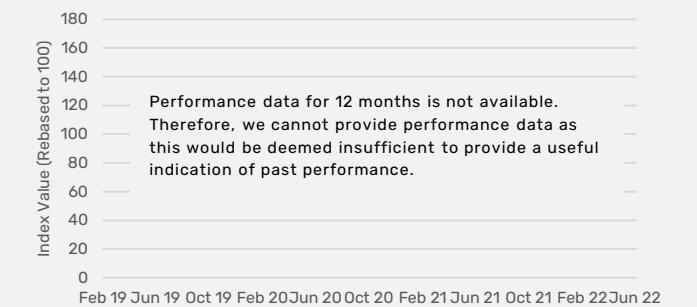 180
160
140
120
100
80
60
40
20
0
Index Value (Rebased to 100)
Performance data for 12 months is not available.
Therefore, we cannot provide performance data as
this would be deemed insufficient to provide a useful
indication of past performance.
Feb 19 Jun 19 Oct 19 Feb 20 Jun 20 Oct 20 Feb 21 Jun 21 Oct 21 Feb 22 Jun 22